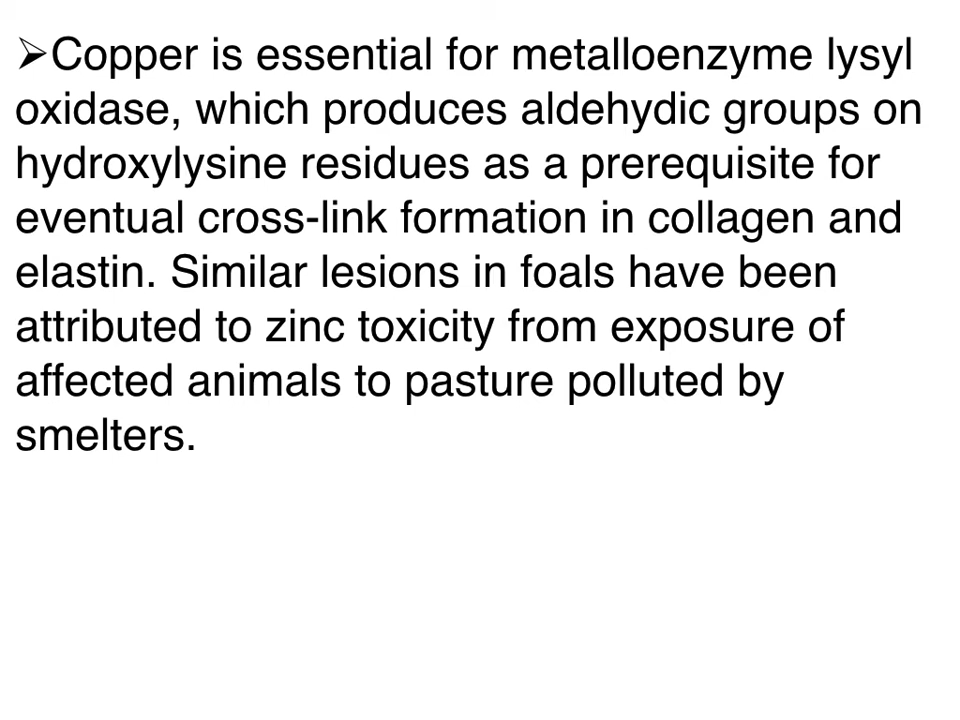 ➢Copper is essential for metalloenzyme lysyl
oxidase, which produces aldehydic groups on
hydroxylysine residues as a prerequisite for
eventual cross-link formation in collagen and
elastin. Similar lesions in foals have been
attributed to zinc toxicity from exposure of
affected animals to pasture polluted by
smelters.